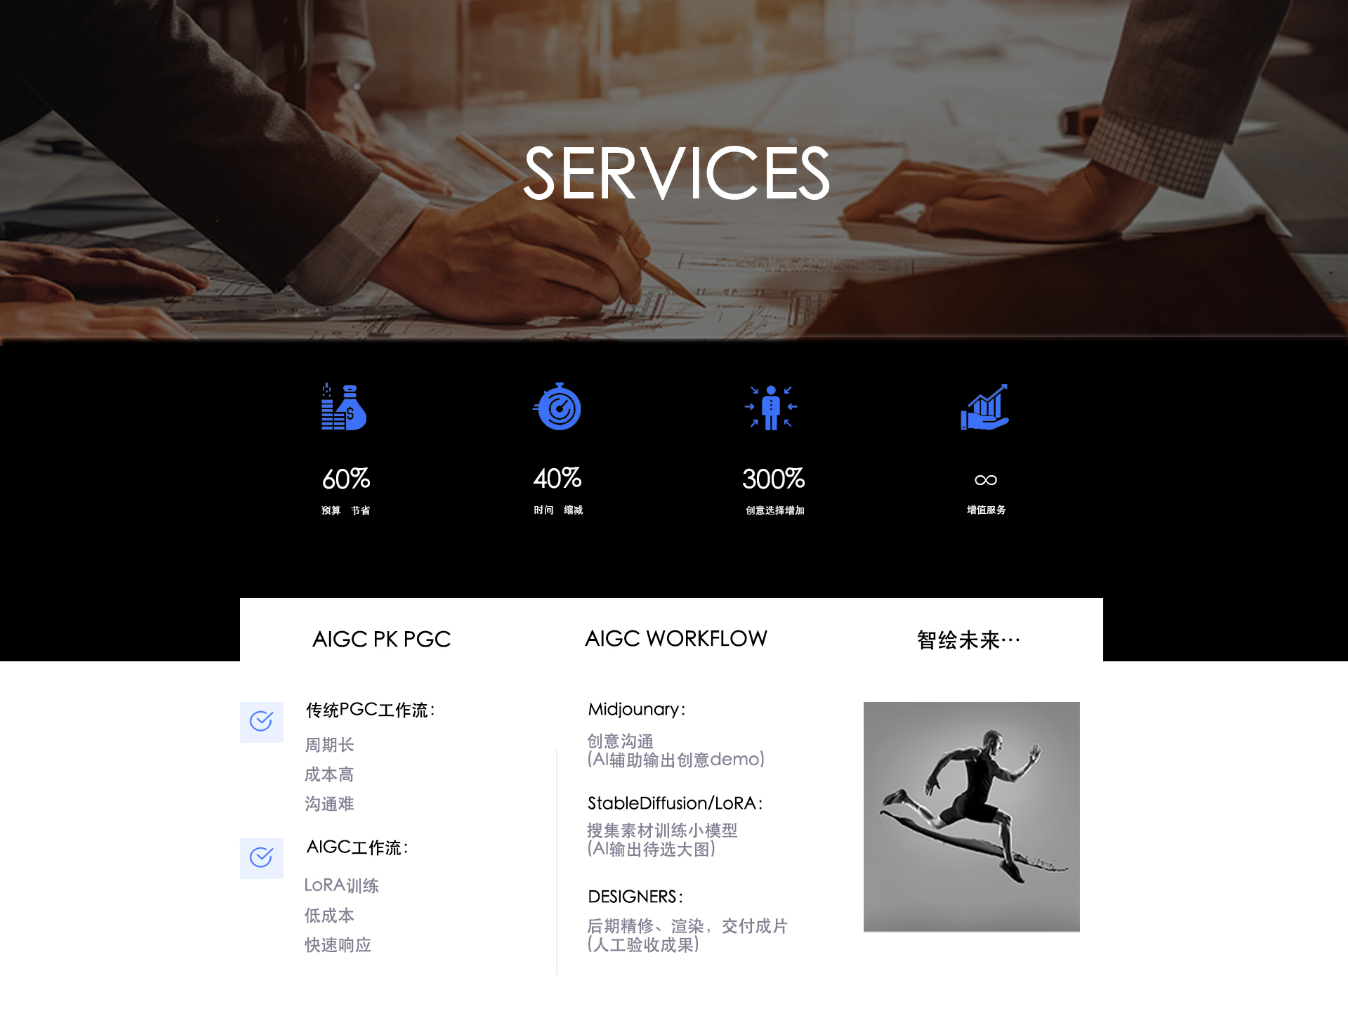 SERVICES
60%
预算 节省
40%
时间 缩减
300%
创意选择增加
∞
增值服务
AIGC PK PGC
AIGC WORKFLOW
智绘未来···
传统PGC工作流：
周期长
成本高
沟通难
AIGC工作流：
LoRA训练
低成本
快速响应
Midjounary：
创意沟通
(AI辅助输出创意demo)
StableDiffusion/LoRA：
搜集素材训练小模型
(AI输出待选大图)
DESIGNERS：
后期精修、渲染，交付成片
(人工验收成果)